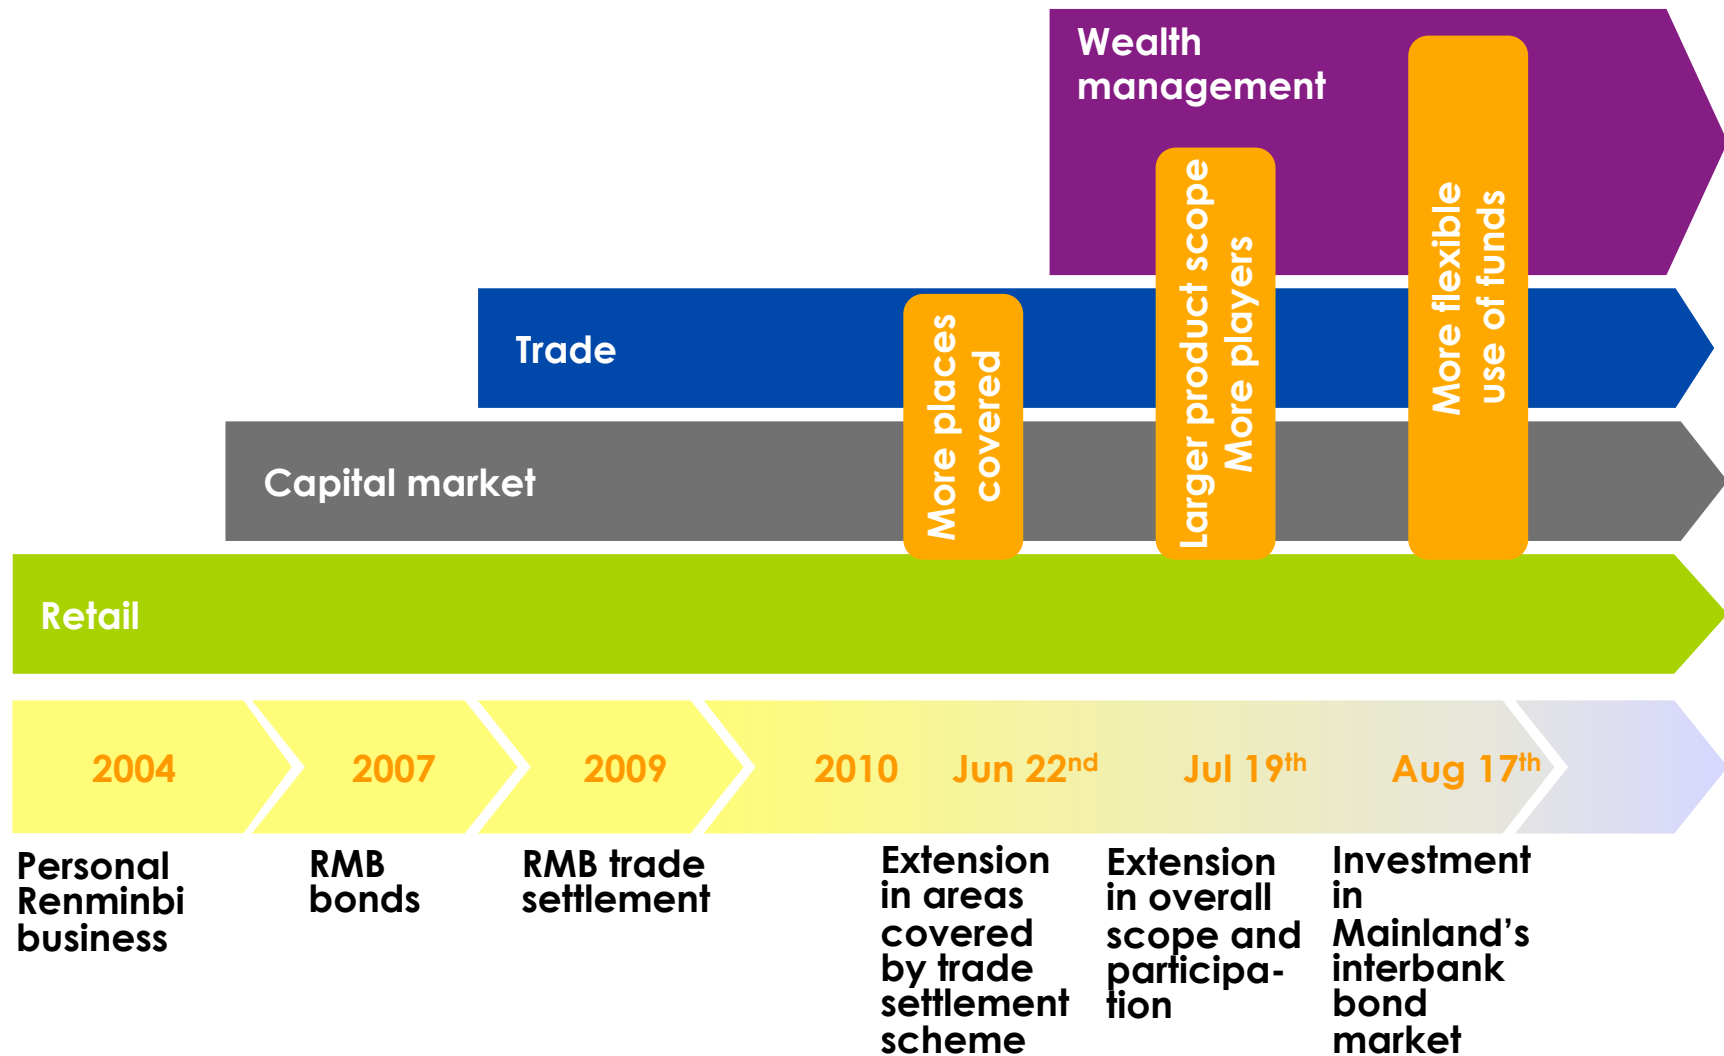 Wealth
management
Trade
Capital market
Retail
More places
covered
Larger product scope
More players
More flexible
use of funds
2004
2007
2009
2010
Jun 22nd
Jul 19th
Aug 17th
Personal
Renminbi
business
RMB
bonds
RMB trade
settlement
Extension
in areas
covered
by trade
settlement
scheme
Extension
in overall
scope and
participa-
tion
Investment
in
Mainland’s
interbank
bond
market